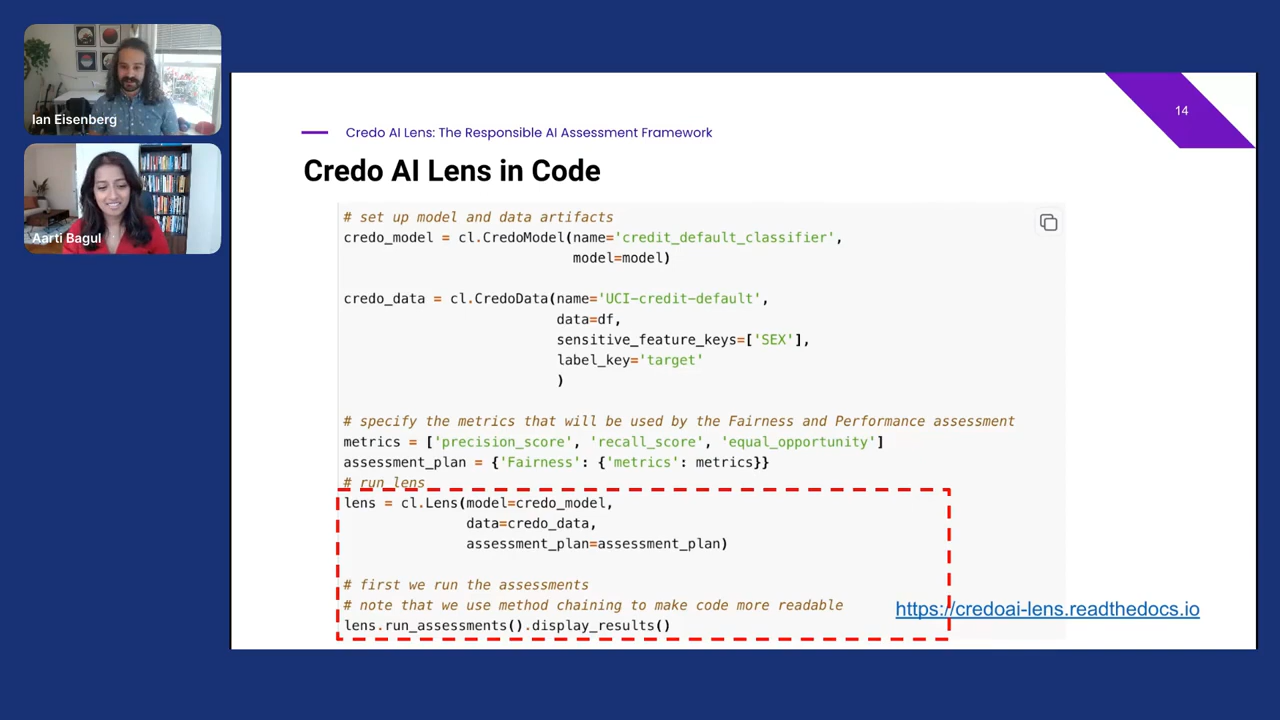 Ian Eisenberg
Aarti Bagul
14
Credo AI Lens: The Responsible AI Assessment Framework
Credo AI Lens in Code
# set up model and data artifacts
credo_model = cl.CredoModel(name='credit_default_classifier',
model=model)
credo_data = cl.CredoData(name='UCI-credit-default',
data=df,
sensitive_feature_keys=['SEX'],
label_key='target'
)
# specify the metrics that will be used by the Fairness and Performance assessment
metrics = ['precision_score', 'recall_score', 'equal_opportunity']
assessment_plan = {'Fairness': {'metrics': metrics}}
# run lens
lens = cl.Lens(model=credo_model,
data=credo_data,
assessment_plan=assessment_plan)
# first we run the assessments
# note that we use method chaining to make code more readable
lens.run_assessments().display_results()
https://credoai-lens.readthedocs.io